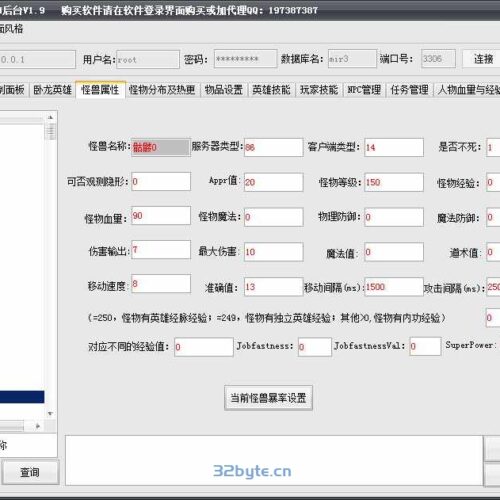 后台V1.9 购买软件请在软件登录界面购买或加代理QQ: 197387387
面风格
0.0.1 用户名: root 密码: ********* 数据库名: mir3 端口号: 3306 连接
制面板 卧龙英雄 怪兽属性 怪物分布及热更 物品设置 英雄技能 玩家技能 NPC管理 任务管理 人物血量与经验
怪兽名称: 骷髅0 服务器类型: 86 客户端类型: 14 是否不死: 1
可否观测隐形: 0 Appr值: 20 怪物等级: 150 怪物经验: 0
怪物血量: 90 怪物魔法: 0 物理防御: 0 魔法防御: 0
伤害输出: 7 最大伤害: 10 魔法值: 0 道术值: 0
移动速度: 8 准确值: 13 移动间隔(ms): 1500 攻击间隔(ms): 250
(=250，怪物有英雄经脉经验；=249，怪物有独立英雄经验；其他>0,怪物有内功经验) 0
对应不同的经验值: 0 Jobfastness: 0 JobfastnessVal: 0 SuperPower:
当前怪兽暴率设置
称
查询
32byte.cn